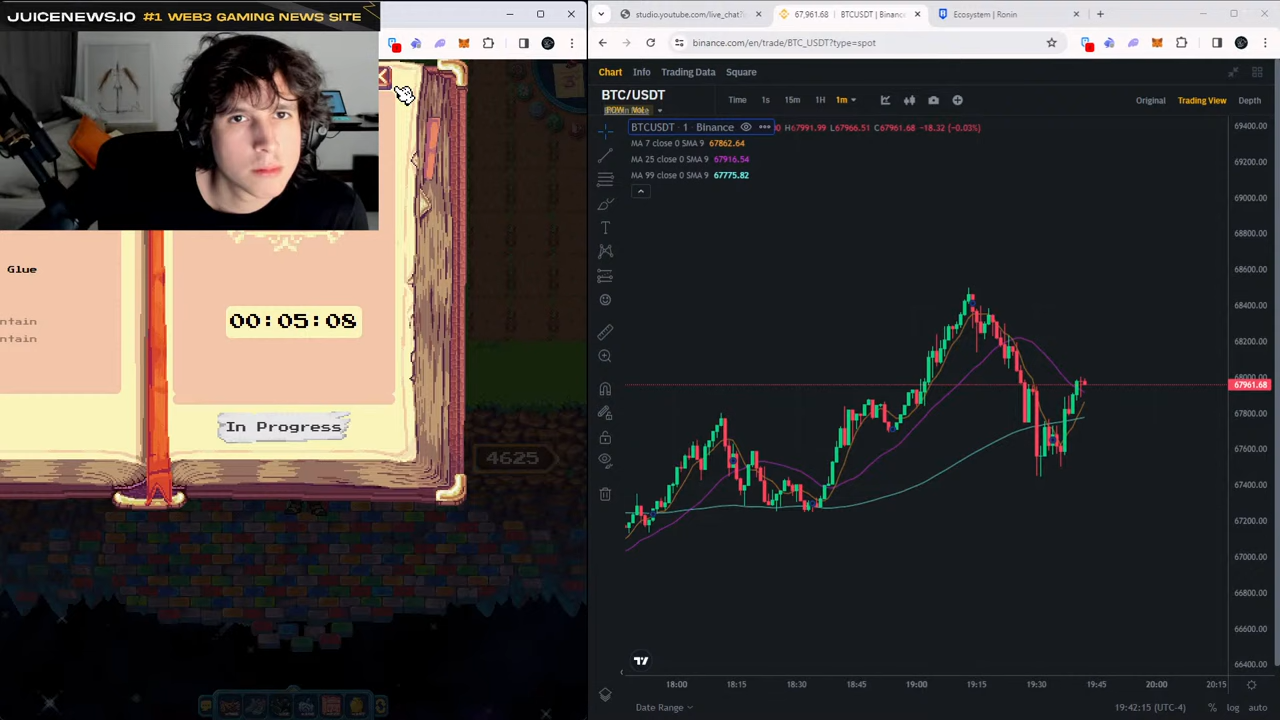 JUICENEWS.IO #1 WEB3 GAMING NEWS SITE
Glue
ntain
ntain
00:05:08
In Progress
4625
3
studio.youtube.com/live_chat?i
67,961.68 | BTCUSDT | Binanc
Ecosystem | Ronin
binance.com/en/trade/BTC_USDT?type=spot
Chart Info Trading Data Square
BTC/USDT
Time 1s 15m 1H 1m
Original Trading View Depth
BTCUSDT · 1 · Binance
H67991.99 L67966.51 C67961.68 −18.32 (−0.03%)
MA 7 close 0 SMA 9 67862.64
MA 25 close 0 SMA 9 67916.54
MA 99 close 0 SMA 9 67775.82
69400.00
69200.00
69000.00
68800.00
68600.00
68400.00
68200.00
68000.00
67961.68
67800.00
67600.00
67400.00
67200.00
67000.00
66800.00
66600.00
66400.00
18:00 18:15 18:30 18:45 19:00 19:15 19:30 19:45 20:00 20:15
Date Range
19:42:15 (UTC-4) % log auto